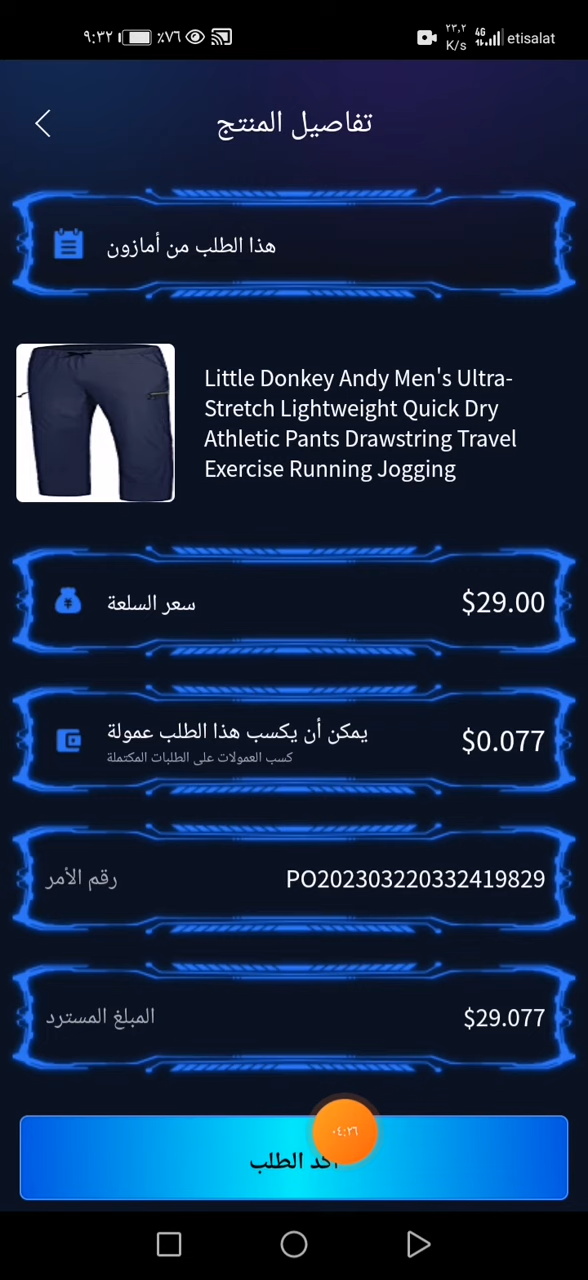 ٩:٣٢ ٪٧٦ ٢٣,٢ K/s 4G etisalat
تفاصيل المنتج
هذا الطلب من أمازون
Little Donkey Andy Men's Ultra-
Stretch Lightweight Quick Dry
Athletic Pants Drawstring Travel
Exercise Running Jogging
سعر السلعة $29.00
يمكن أن يكسب هذا الطلب عمولة $0.077
كسب العمولات على الطلبات المكتملة
رقم الأمر PO202303220332419829
المبلغ المسترد $29.077
٠٤:٢٦
الطلب